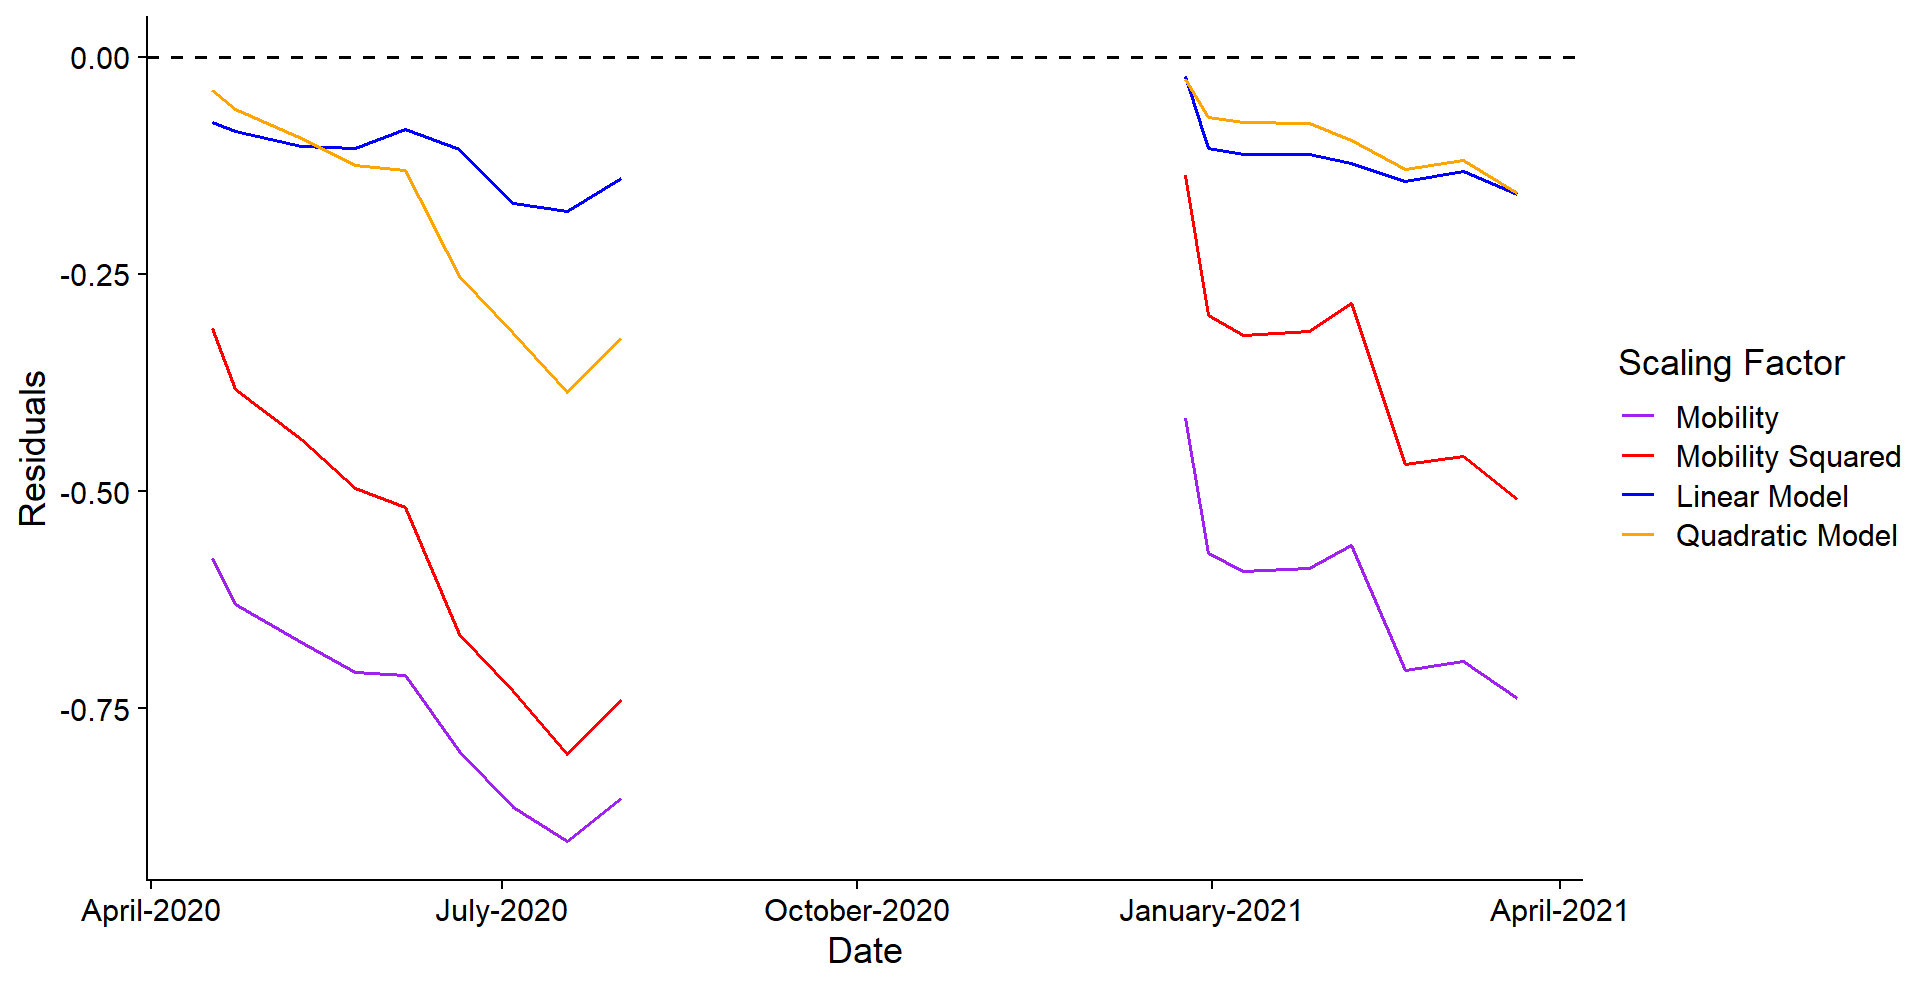 0.00
-0.25
-0.50
-0.75
Residuals
April-2020
July-2020
October-2020
January-2021
April-2021
Date
Scaling Factor
Mobility
Mobility Squared
Linear Model
Quadratic Model